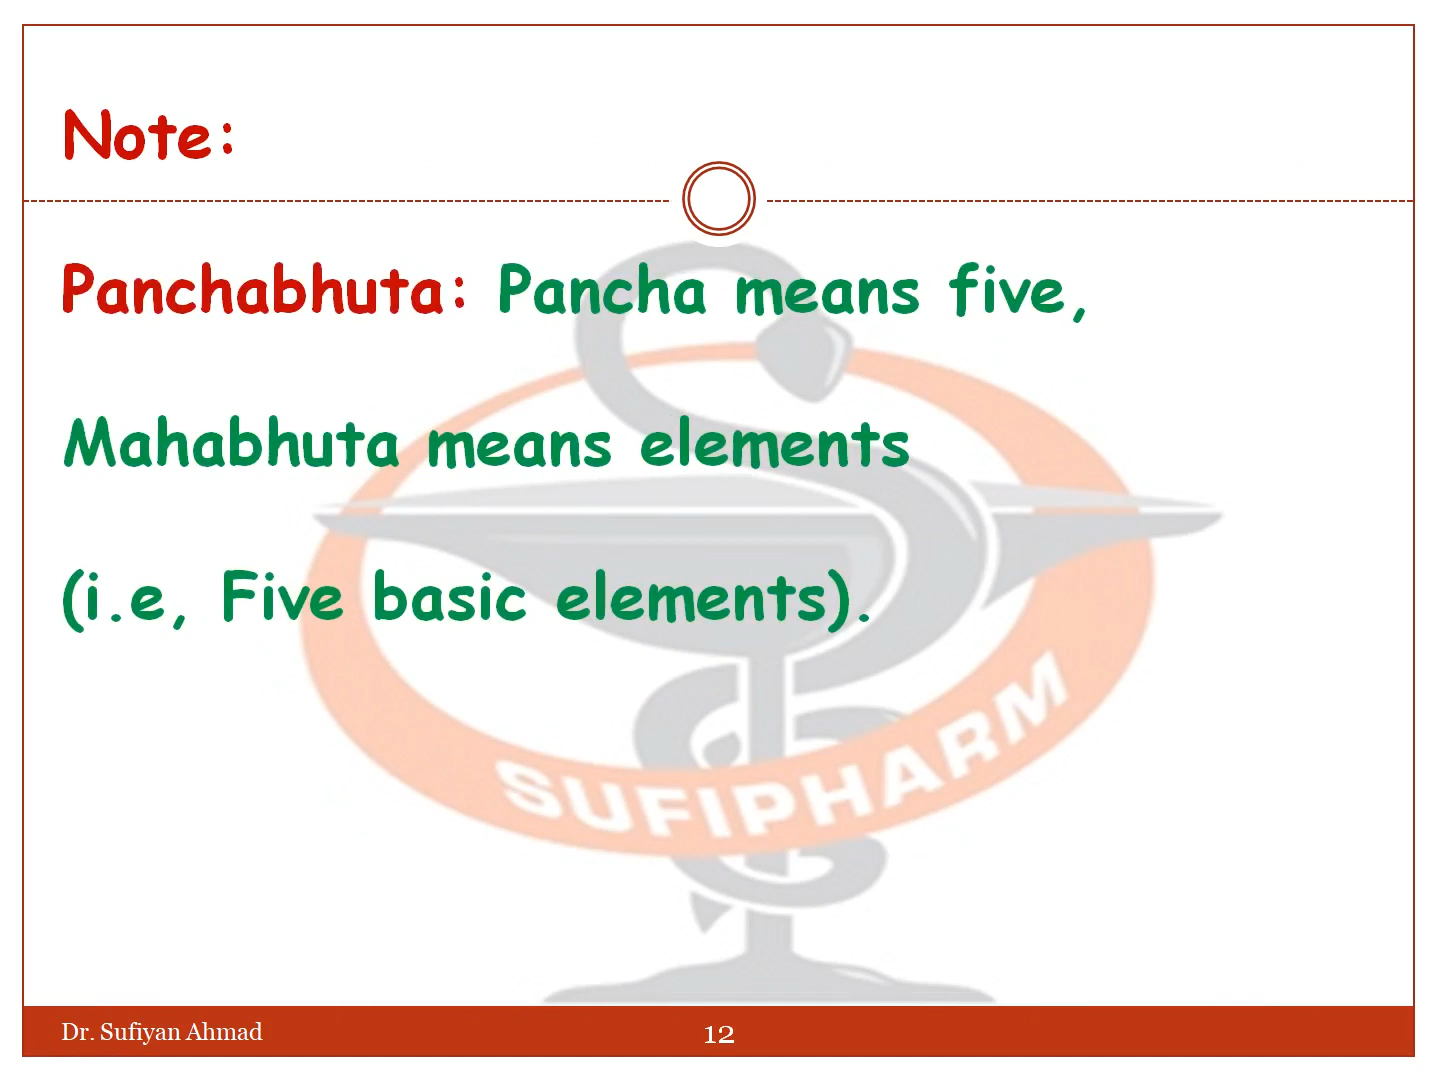 Note:
Panchabhuta: Pancha means five,
Mahabhuta means elements
(i.e, Five basic elements).
SUFIPHARM
Dr. Sufiyan Ahmad
12